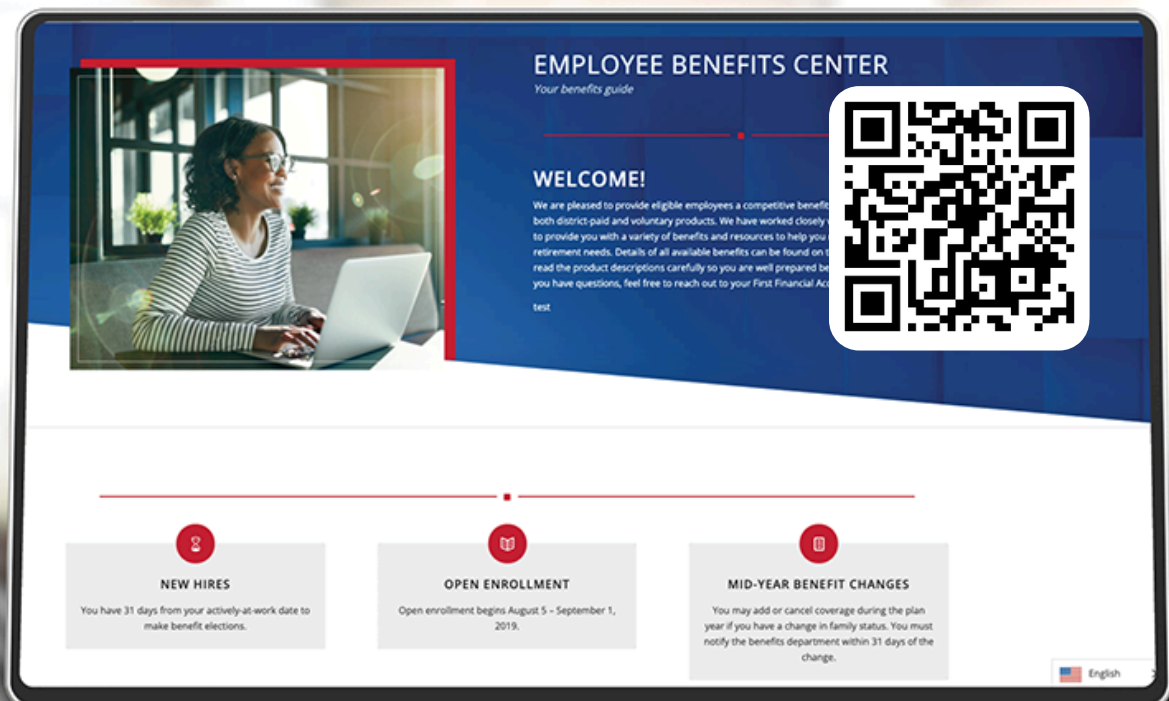 EMPLOYEE BENEFITS CENTER
Your benefits guide
WELCOME!
We are pleased to provide eligible employees a competitive benefit
both district-paid and voluntary products. We have worked closely
to provide you with a variety of benefits and resources to help you
retirement needs. Details of all available benefits can be found on
read the product descriptions carefully so you are well prepared
you have questions, feel free to reach out to your First Financial
test
NEW HIRES
You have 31 days from your actively-at-work date to
make benefit elections.
OPEN ENROLLMENT
Open enrollment begins August 5 – September 1,
2019.
MID-YEAR BENEFIT CHANGES
You may add or cancel coverage during the plan
year if you have a change in family status. You must
notify the benefits department within 31 days of the
change.
English